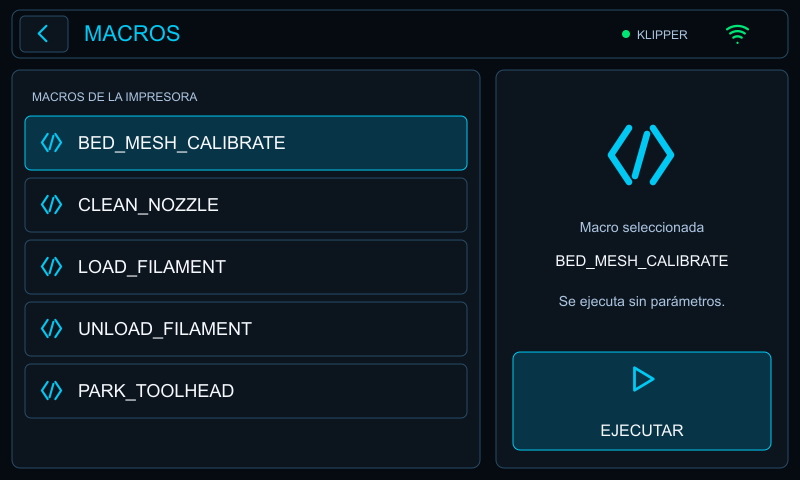 MACROS
KLIPPER
MACROS DE LA IMPRESORA
BED_MESH_CALIBRATE
CLEAN_NOZZLE
LOAD_FILAMENT
UNLOAD_FILAMENT
PARK_TOOLHEAD
Macro seleccionada
BED_MESH_CALIBRATE
Se ejecuta sin parámetros.
EJECUTAR